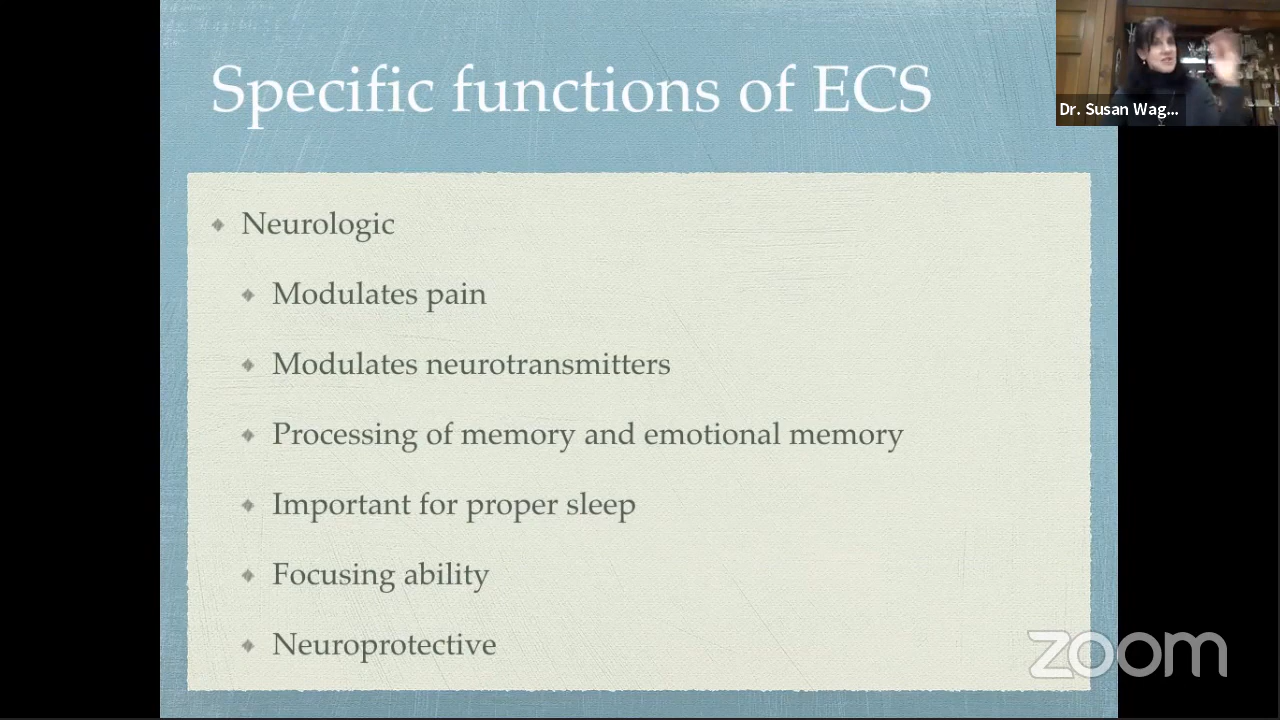 Specific functions of ECS
Dr. Susan Wag...
Neurologic
Modulates pain
Modulates neurotransmitters
Processing of memory and emotional memory
Important for proper sleep
Focusing ability
Neuroprotective
zoom